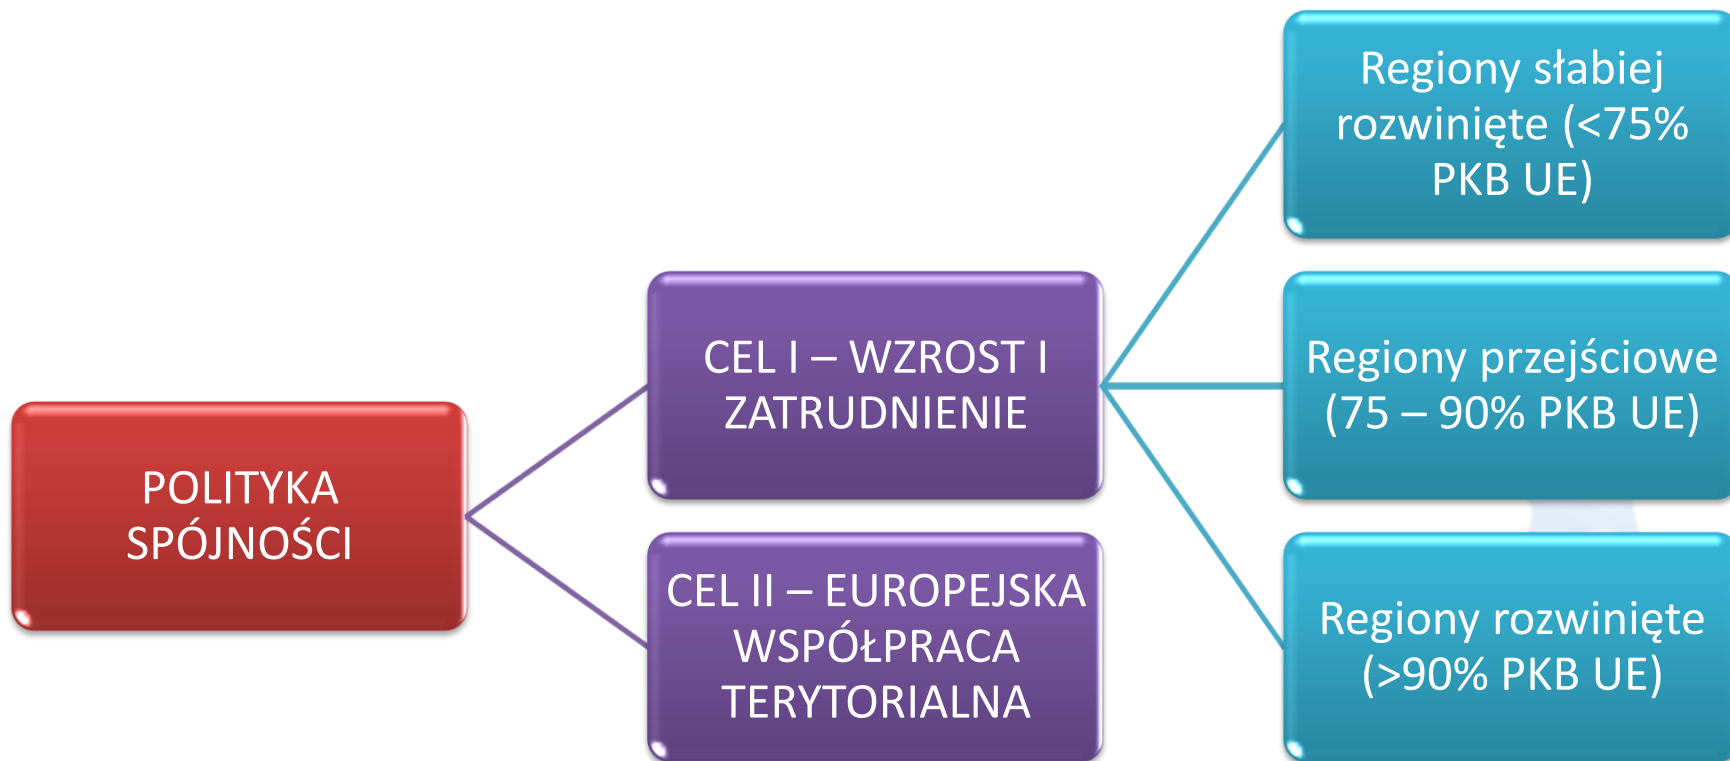 POLITYKA
SPÓJNOŚCI
CEL I – WZROST I
ZATRUDNIENIE
CEL II – EUROPEJSKA
WSPÓŁPRACA
TERYTORIALNA
Regiony słabiej
rozwinięte (<75%
PKB UE)
Regiony przejściowe
(75 – 90% PKB UE)
Regiony rozwinięte
(>90% PKB UE)